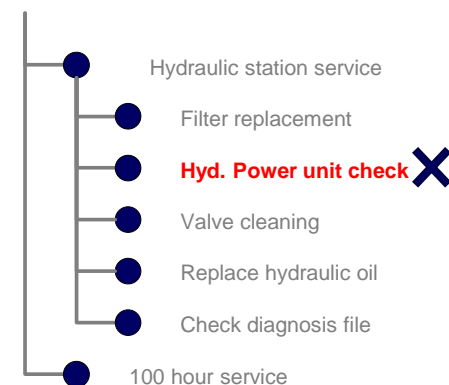 Hydraulic station service
Filter replacement
Hyd. Power unit check
Valve cleaning
Replace hydraulic oil
Check diagnosis file
100 hour service